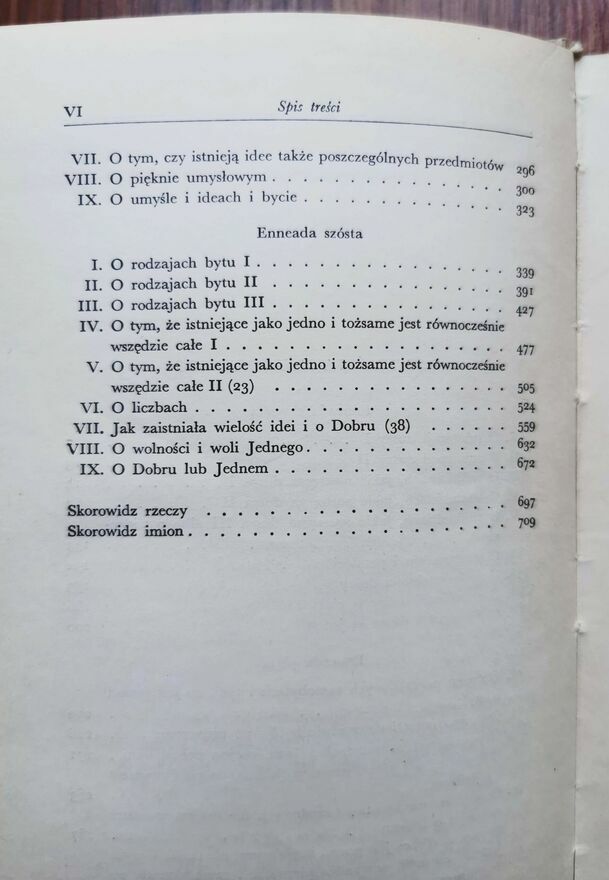 VI Spis treści
VII. O tym, czy istnieją idee także poszczególnych przedmiotów 296
VIII. O pięknie umysłowym . . . . . . . . . . . . . . . 300
IX. O umyśle i ideach i bycie . . . . . . . . . . . . . 323
Enneada szósta
I. O rodzajach bytu I . . . . . . . . . . . . . . . . 339
II. O rodzajach bytu II . . . . . . . . . . . . . . . 391
III. O rodzajach bytu III . . . . . . . . . . . . . . . 427
IV. O tym, że istniejące jako jedno i tożsame jest równocześnie
wszędzie całe I . . . . . . . . . . . . . . . . . . 477
V. O tym, że istniejące jako jedno i tożsame jest równocześnie
wszędzie całe II (23) . . . . . . . . . . . . . . . 505
VI. O liczbach . . . . . . . . . . . . . . . . . . . . 524
VII. Jak zaistniała wielość idei i o Dobru (38) . . . . . 559
VIII. O wolności i woli Jednego . . . . . . . . . . . . . 632
IX. O Dobru lub Jednem . . . . . . . . . . . . . . . 672
Skorowidz rzeczy . . . . . . . . . . . . . . . . . . . 697
Skorowidz imion . . . . . . . . . . . . . . . . . . . . 709